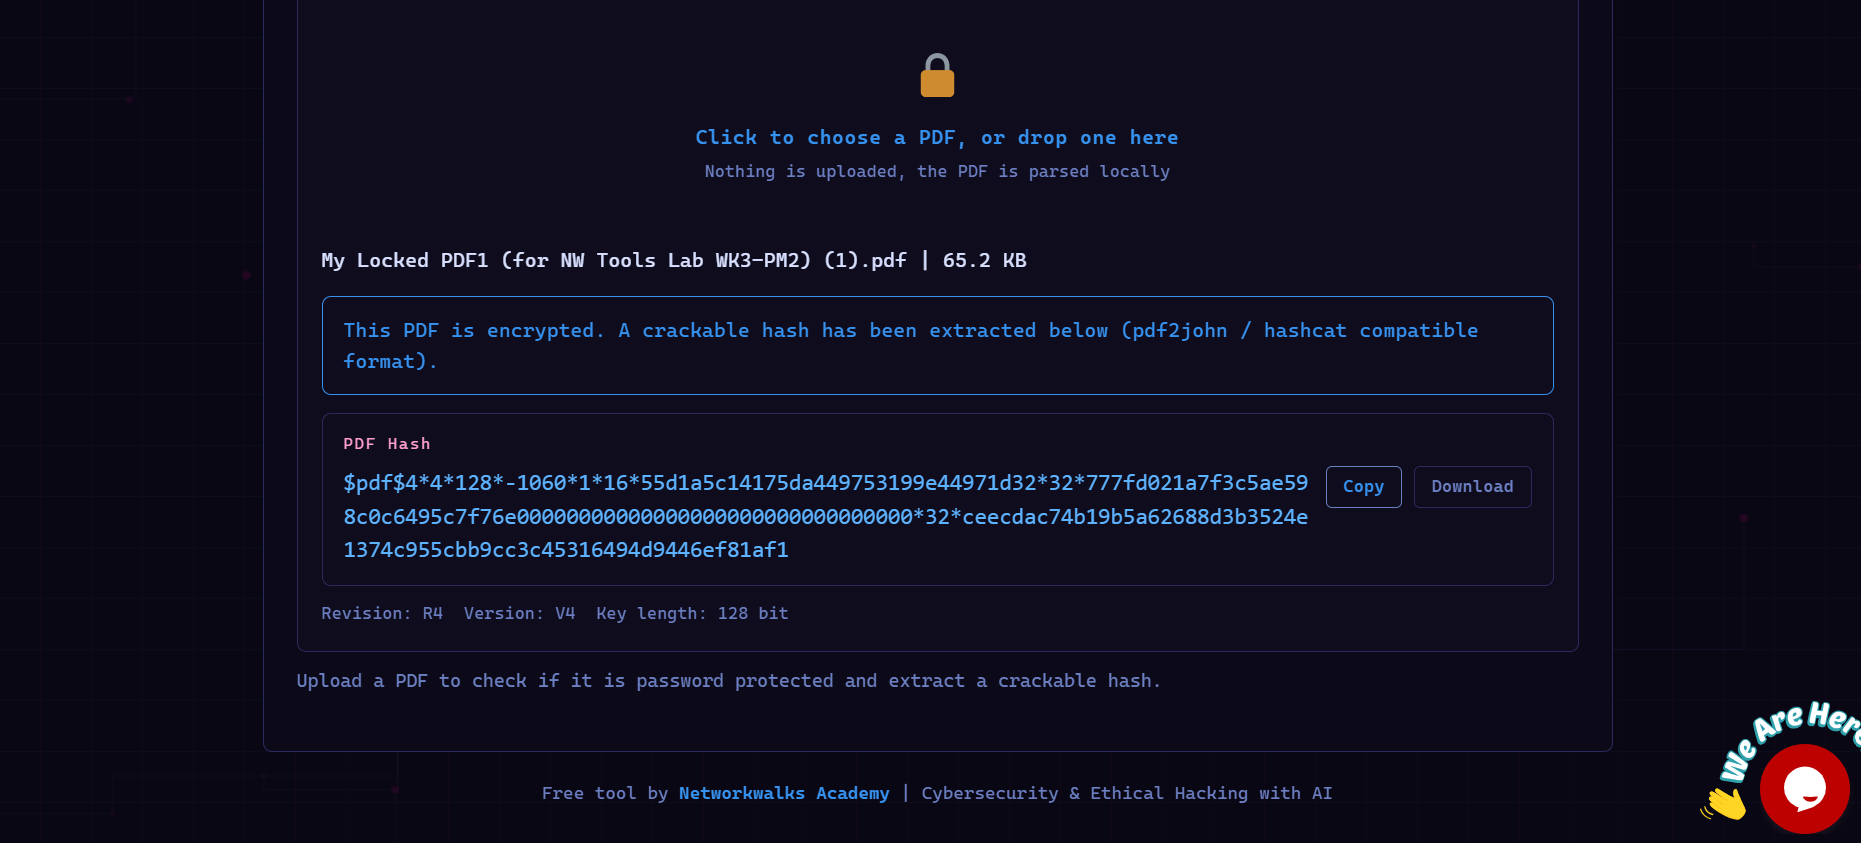 Click to choose a PDF, or drop one here
Nothing is uploaded, the PDF is parsed locally
My Locked PDF1 (for NW Tools Lab WK3-PM2) (1).pdf | 65.2 KB
This PDF is encrypted. A crackable hash has been extracted below (pdf2john / hashcat compatible
format).
PDF Hash
$pdf$4*4*128*-1060*1*16*55d1a5c14175da449753199e44971d32*32*777fd021a7f3c5ae59
8c0c6495c7f76e00000000000000000000000000000000*32*ceecdac74b19b5a62688d3b3524e
1374c955cbb9cc3c45316494d9446ef81af1
Copy
Download
Revision: R4 Version: V4 Key length: 128 bit
Upload a PDF to check if it is password protected and extract a crackable hash.
We Are Here
Free tool by Networkwalks Academy | Cybersecurity & Ethical Hacking with AI